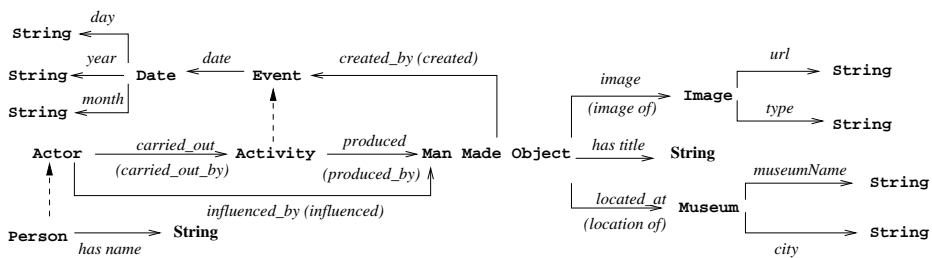 day
String
year
date
created_by (created)
String
Date
Event
month
String
image
(image of)
Image
url
String
type
String
Actor
carried_out
(carried_out_by)
Activity
produced
(produced_by)
Man Made Object
has title
String
influenced_by (influenced)
located_at
(location of)
Museum
museumName
String
city
String
Person
has name
String